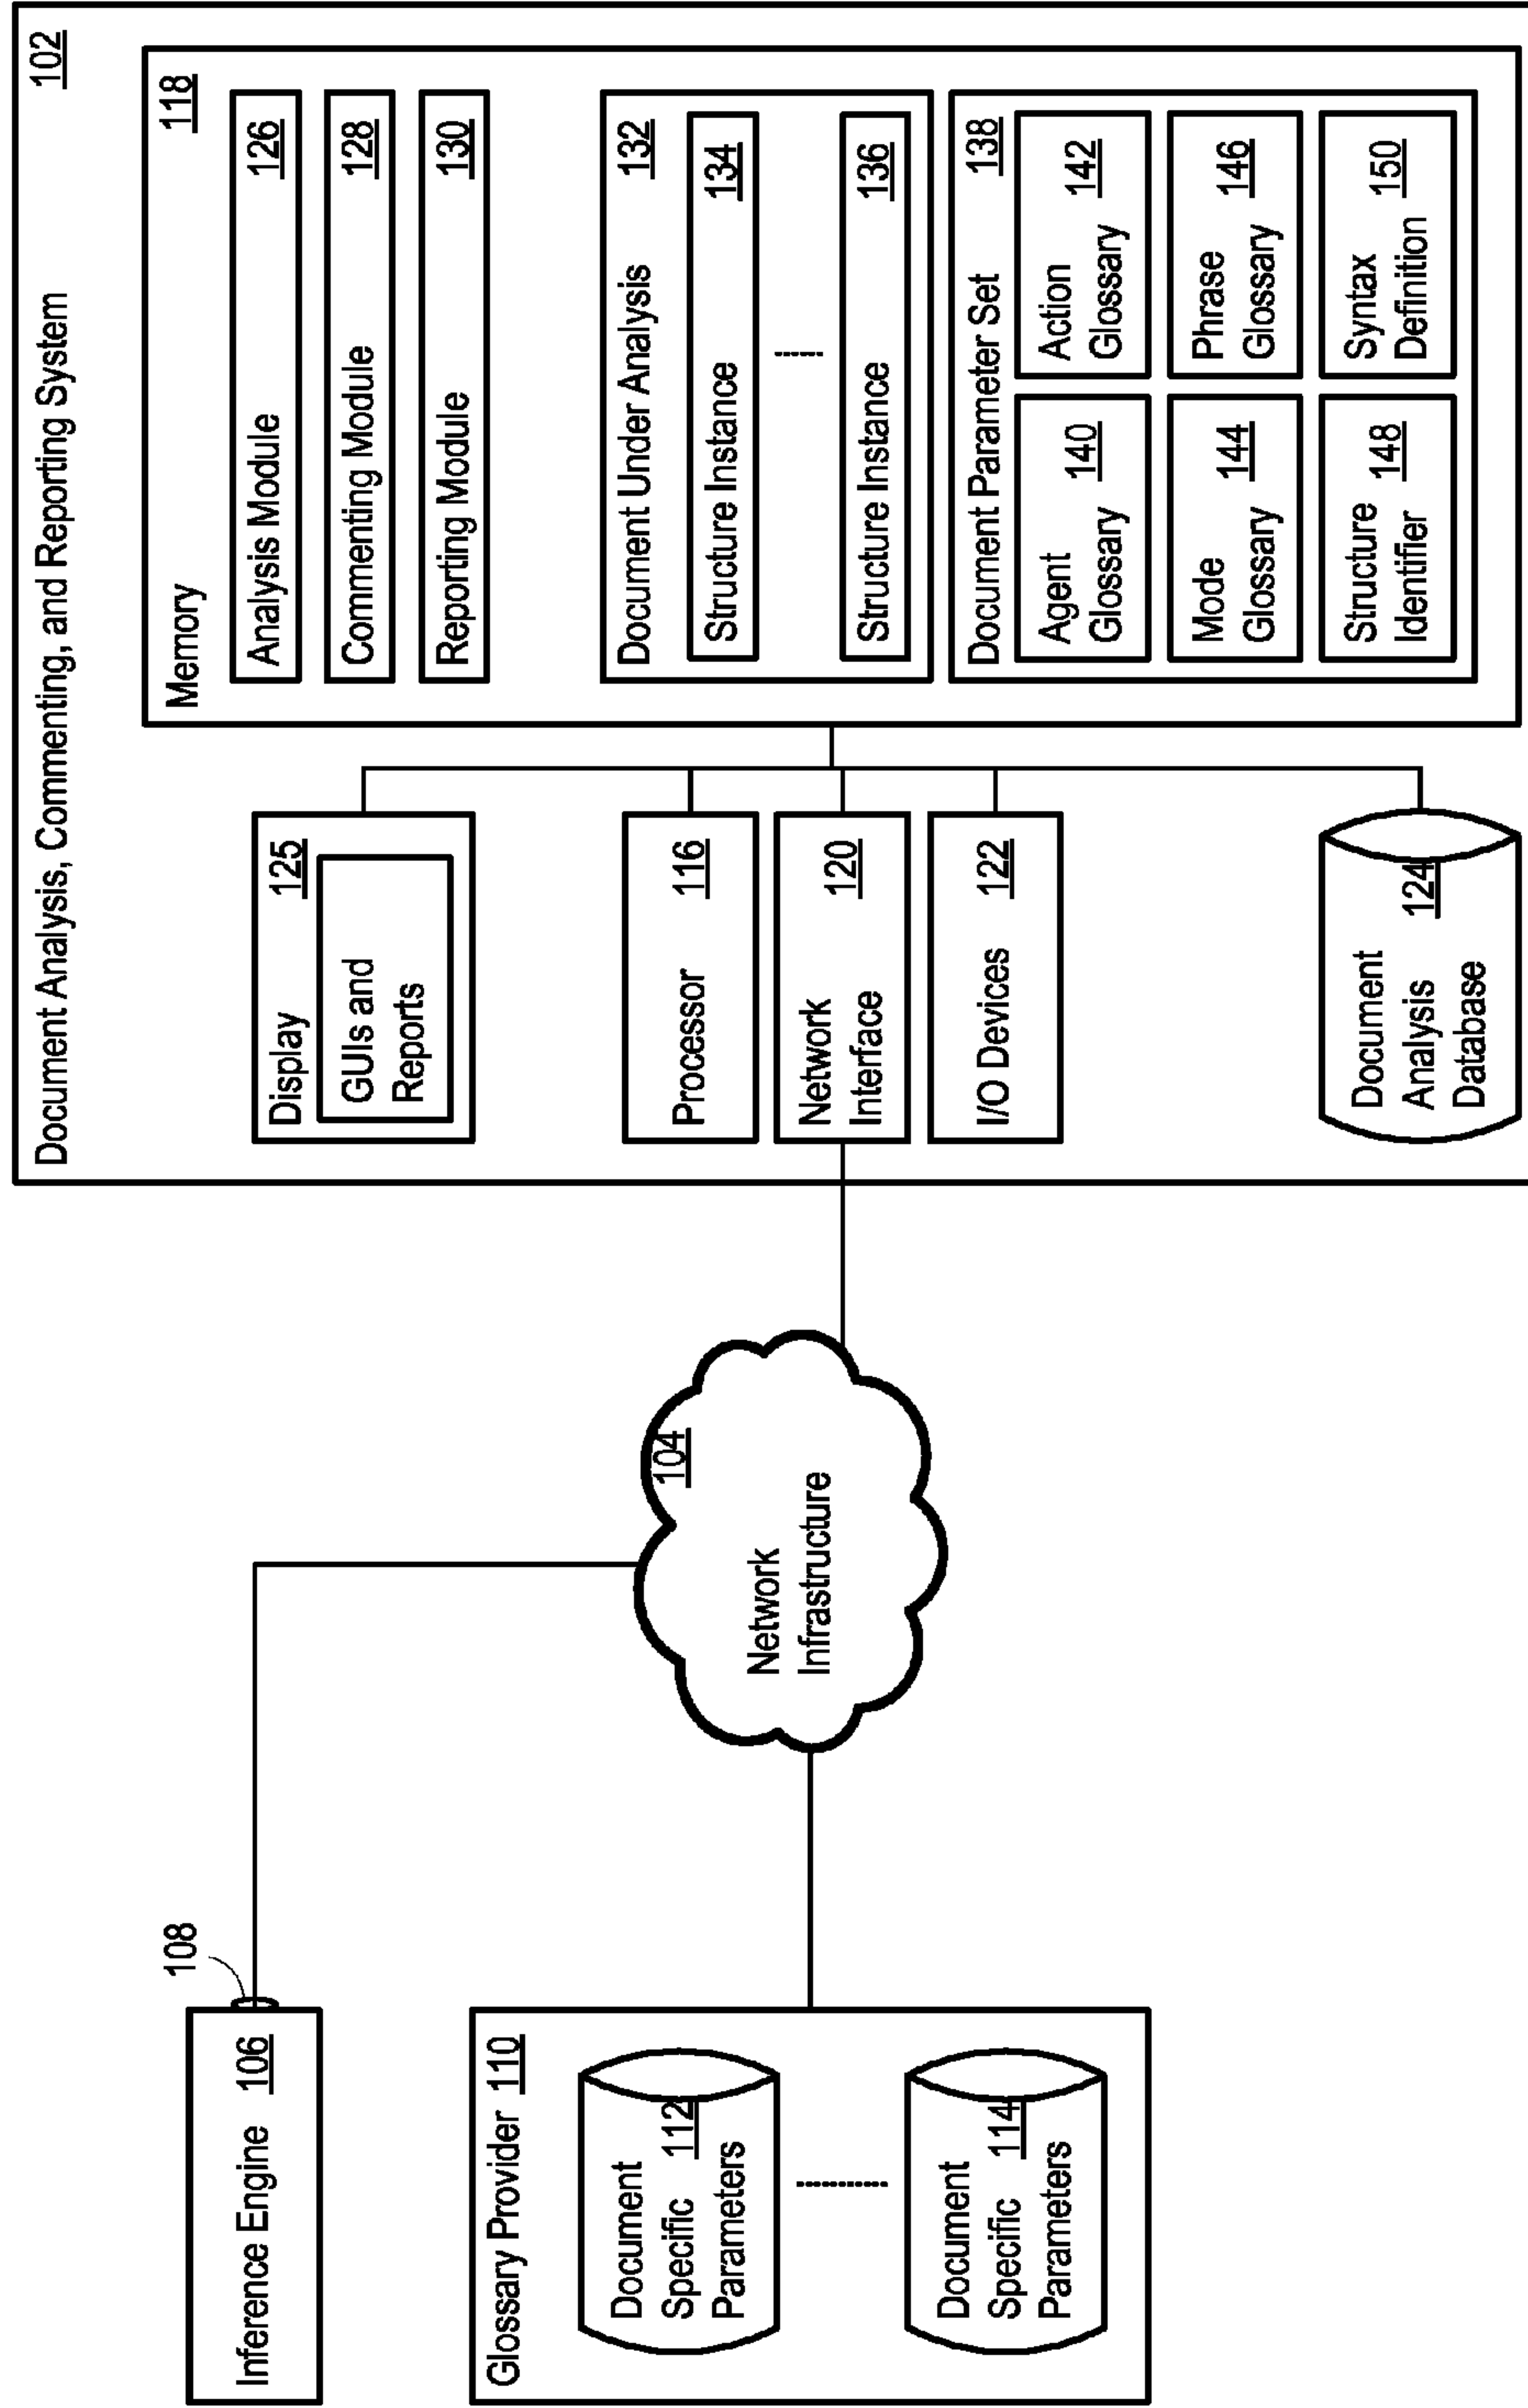 Document Analysis, Commenting, and Reporting System 102
Memory 118
Analysis Module 126
Commenting Module 128
Reporting Module 130
Document Under Analysis 132
Structure Instance 134
Structure Instance 136
Document Parameter Set 138
Agent
Glossary 140
Action
Glossary 142
Mode
Glossary 144
Phrase
Glossary 146
Structure
Identifier 148
Syntax
Definition 150
Display 125
GUIs and
Reports
Processor 116
Network
Interface 120
I/O Devices 122
Document
Analysis 124
Database
104
Network
Infrastructure
108
Inference Engine 106
Glossary Provider 110
Document
Specific 112
Parameters
Document
Specific 114
Parameters